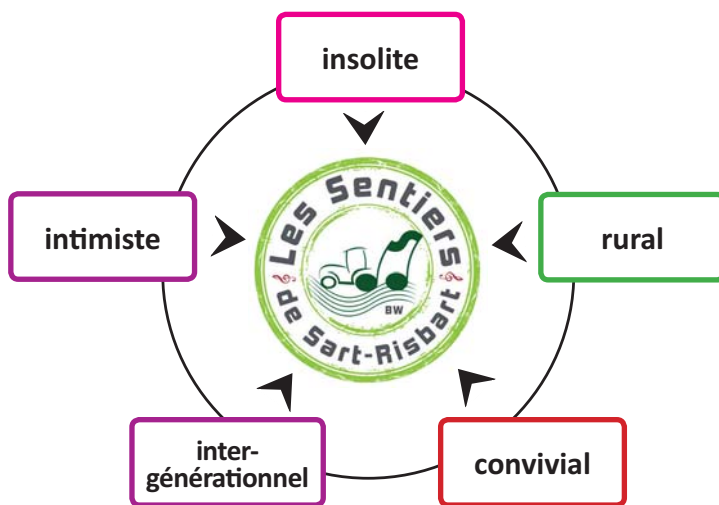 insolite
intimiste
Les Sentiers
de Sart-Risbart
BW
rural
inter-
générationnel
convivial